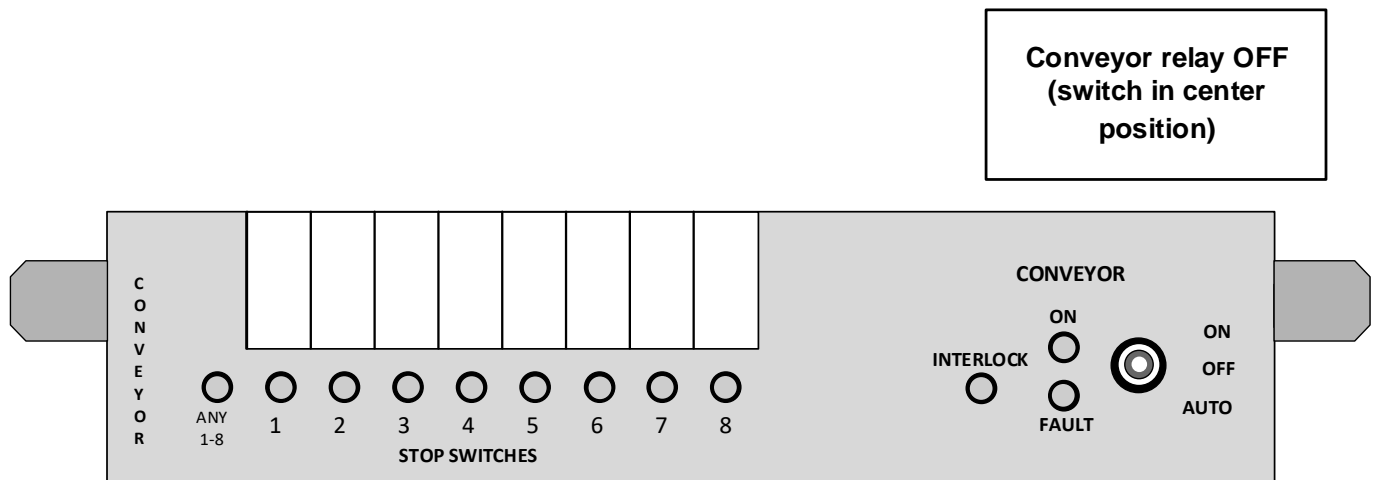 Conveyor relay OFF
(switch in center
position)
CONVEYOR
ANY
1-8
1 2 3 4 5 6 7 8
STOP SWITCHES
CONVEYOR
ON
INTERLOCK
FAULT
ON
OFF
AUTO